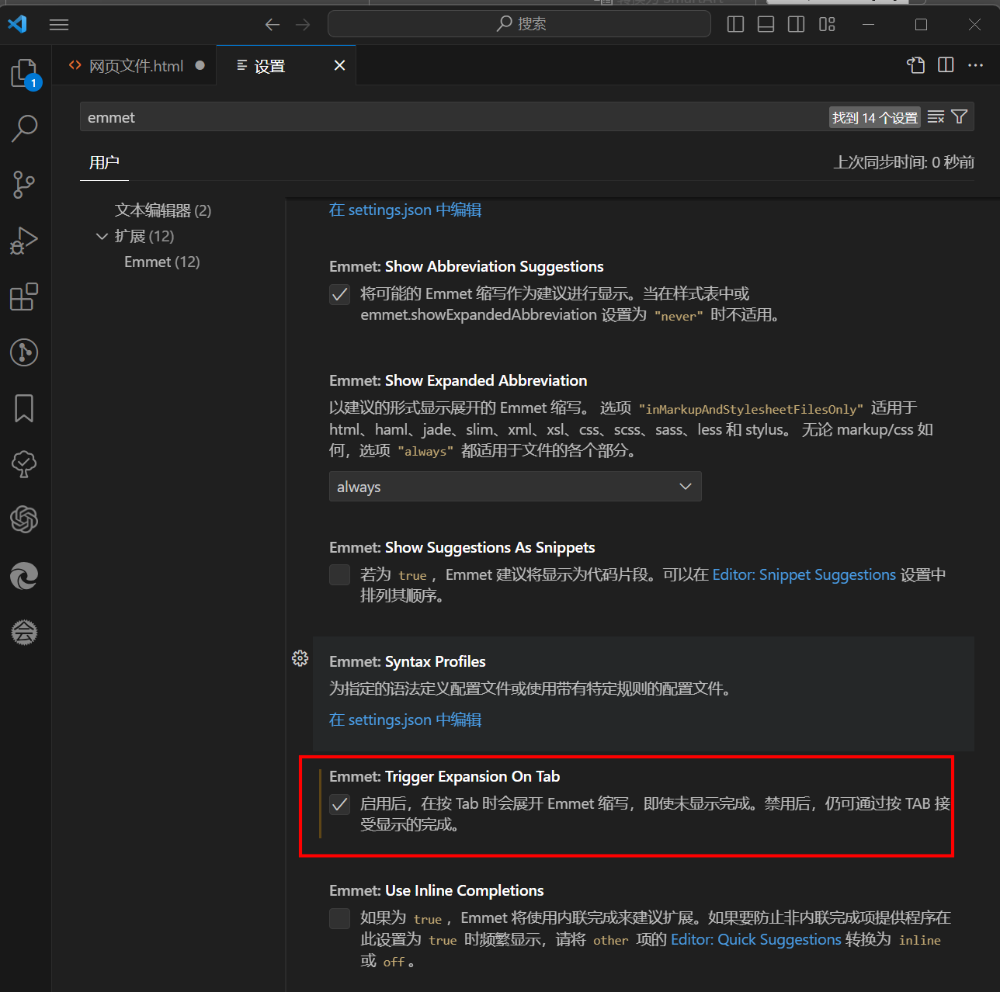 搜索
网页文件.html
设置
1
emmet
找到 14 个设置
用户
上次同步时间: 0 秒前
文本编辑器 (2)
扩展 (12)
Emmet (12)
在 settings.json 中编辑
Emmet: Show Abbreviation Suggestions
将可能的 Emmet 缩写作为建议进行显示。当在样式表中或
emmet.showExpandedAbbreviation 设置为 "never" 时不适用。
Emmet: Show Expanded Abbreviation
以建议的形式显示展开的 Emmet 缩写。 选项 "inMarkupAndStylesheetFilesOnly" 适用于
html、haml、jade、slim、xml、xsl、css、scss、sass、less 和 stylus。 无论 markup/css 如
何，选项 "always" 都适用于文件的各个部分。
always
Emmet: Show Suggestions As Snippets
若为 true ，Emmet 建议将显示为代码片段。可以在 Editor: Snippet Suggestions 设置中
排列其顺序。
Emmet: Syntax Profiles
为指定的语法定义配置文件或使用带有特定规则的配置文件。
在 settings.json 中编辑
Emmet: Trigger Expansion On Tab
启用后，在按 Tab 时会展开 Emmet 缩写，即使未显示完成。禁用后，仍可通过按 TAB 接
受显示的完成。
Emmet: Use Inline Completions
如果为 true ，Emmet 将使用内联完成来建议扩展。如果要防止非内联完成项提供程序在
此设置为 true 时频繁显示，请将 other 项的 Editor: Quick Suggestions 转换为 inline
或 off 。
会